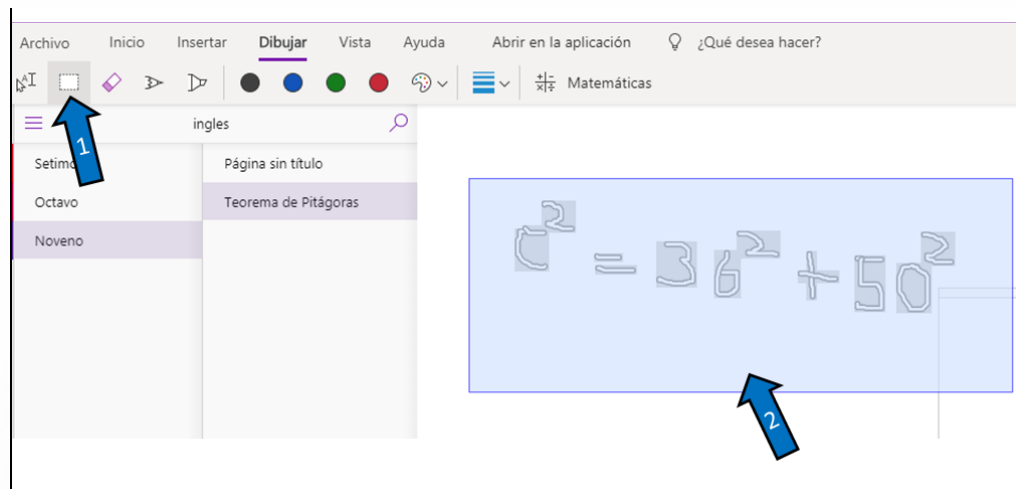 Archivo Inicio Insertar Dibujar Vista Ayuda Abrir en la aplicación ¿Qué desea hacer?
Matemáticas
ingles
Setimo
Página sin título
Octavo
Teorema de Pitágoras
Noveno
C² = 36² + 50²
1
2